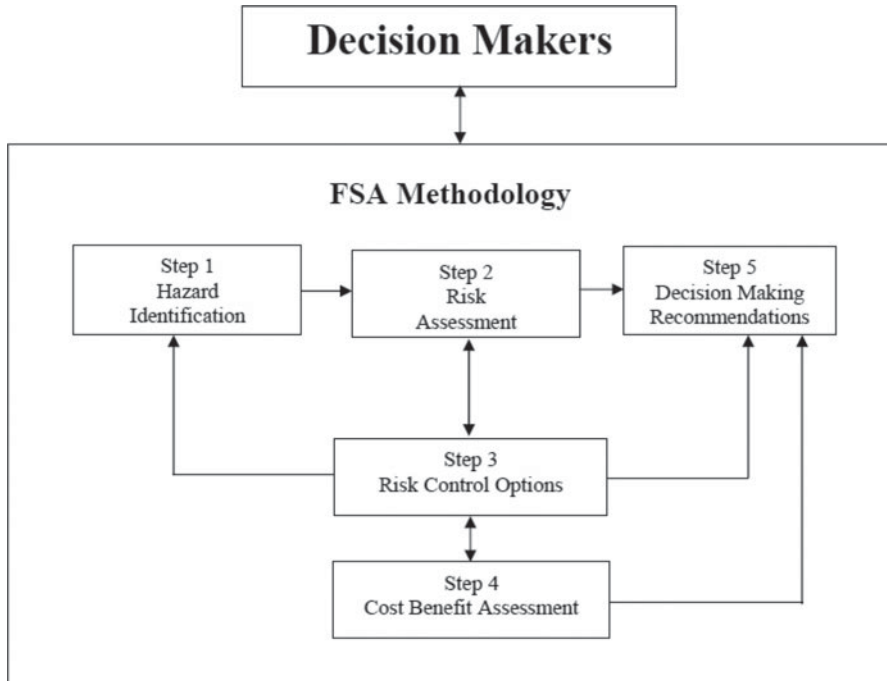 Decision Makers
FSA Methodology
Step 1
Hazard
Identification
Step 2
Risk
Assessment
Step 5
Decision Making
Recommendations
Step 3
Risk Control Options
Step 4
Cost Benefit Assessment